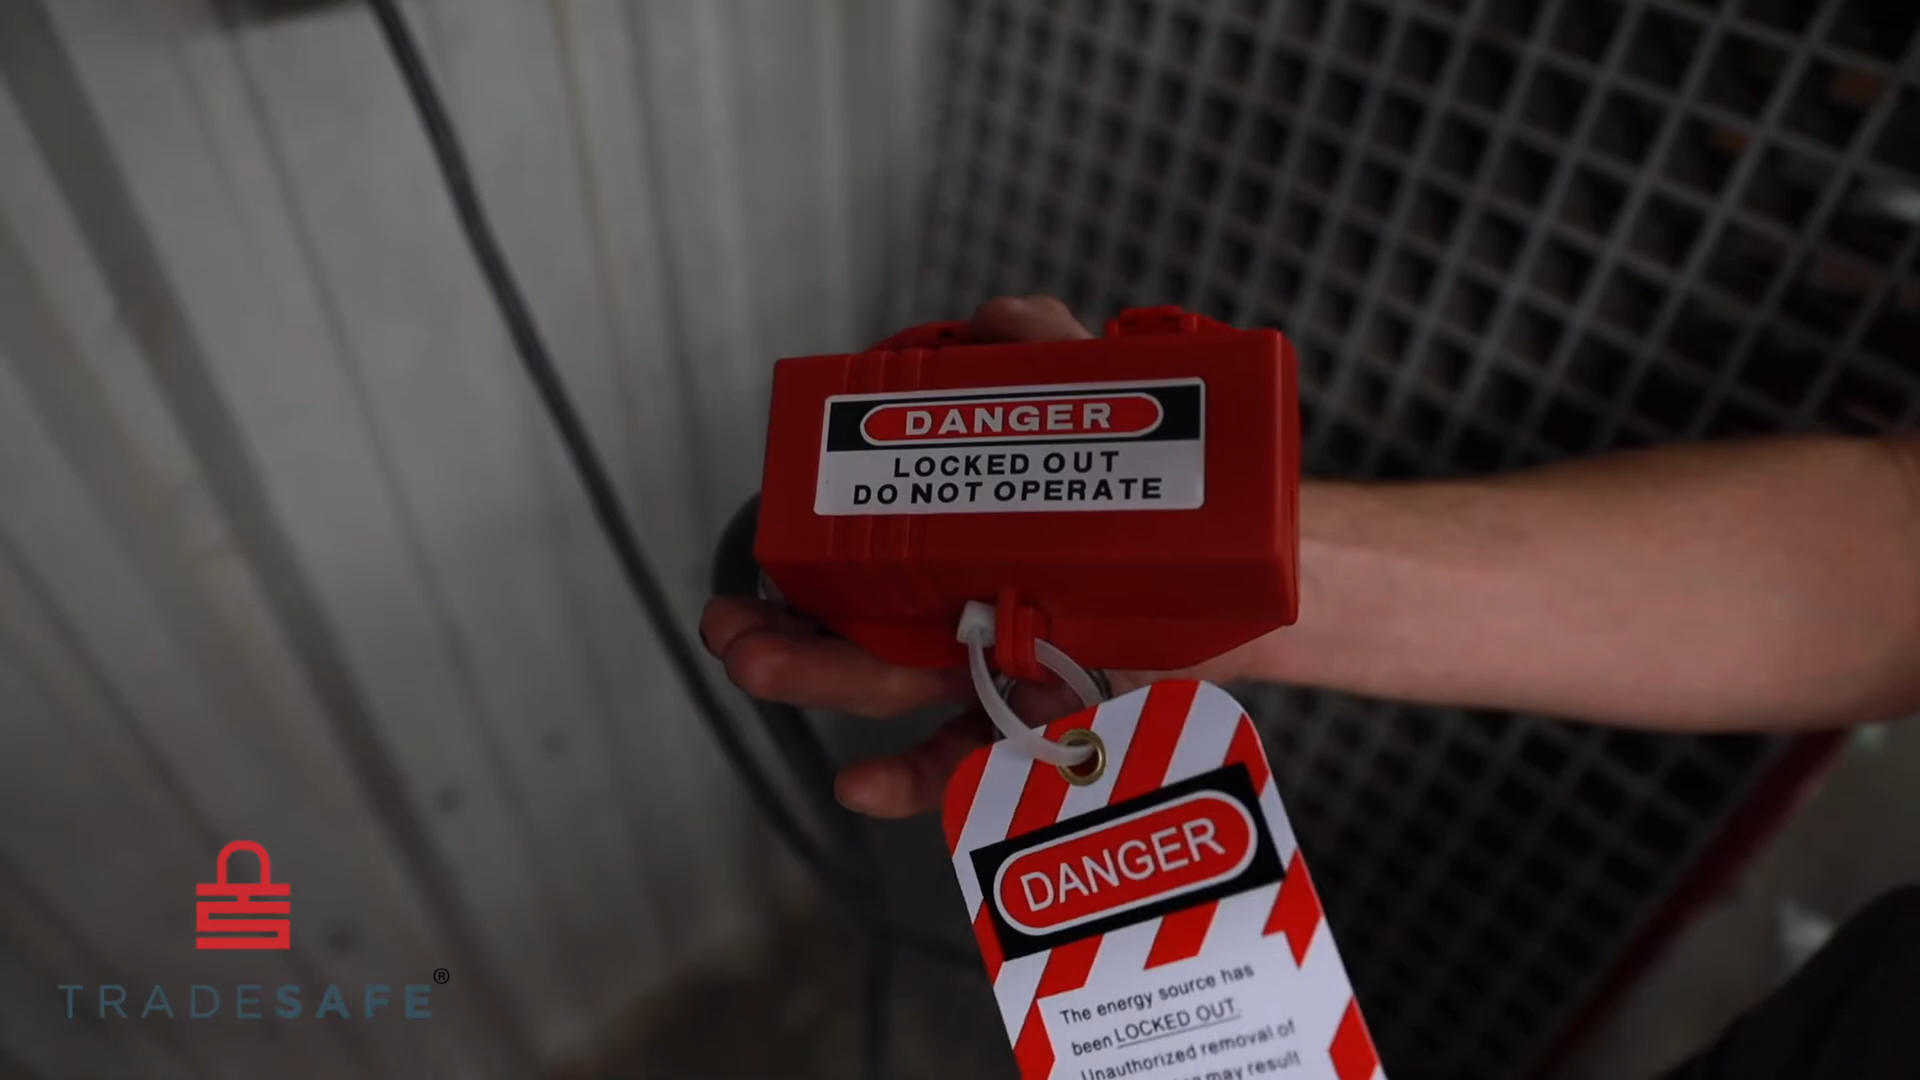 DANGER
LOCKED OUT
DO NOT OPERATE
DANGER
The energy source has
been LOCKED OUT.
Unauthorized removal of
may result
TRADESAFE®